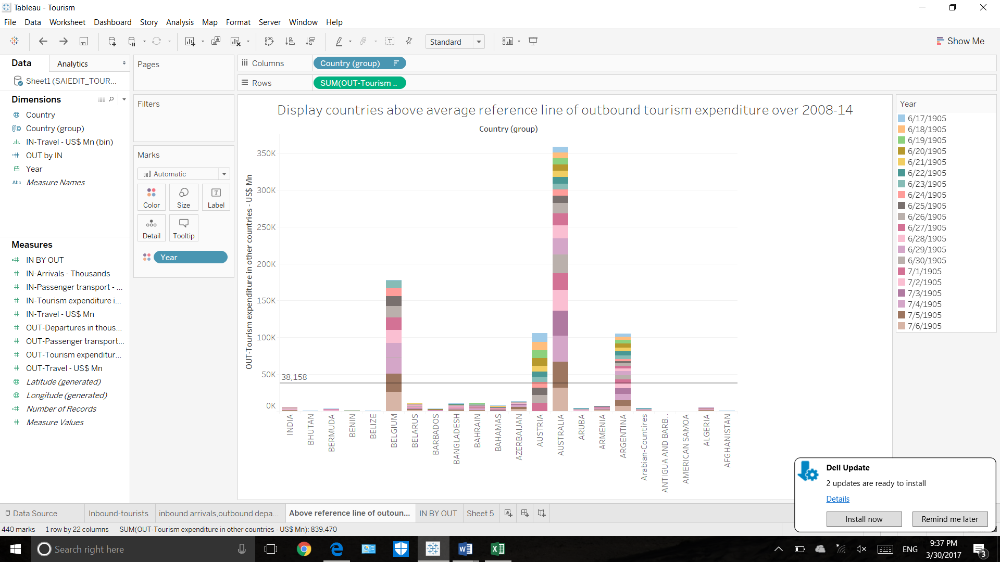 Tableau - Tourism
File Data Worksheet Dashboard Story Analysis Map Format Server Window Help
Standard
Show Me
Data
Analytics
Sheet1 (SAIEDIT_TOUR...
Dimensions
Country
Country (group)
IN-Travel - US$ Mn (bin)
OUT by IN
Year
Abc Measure Names
Measures
IN BY OUT
IN-Arrivals - Thousands
IN-Passenger transport - ...
IN-Tourism expenditure i...
IN-Travel - US$ Mn
OUT-Departures in thous...
OUT-Passenger transport...
OUT-Tourism expenditur...
OUT-Travel - US$ Mn
Latitude (generated)
Longitude (generated)
Number of Records
Measure Values
Pages
Filters
Marks
Automatic
Color
Size
Label
Detail
Tooltip
Year
Columns
Country (group)
Rows
SUM(OUT-Tourism ..
Display countries above average reference line of outbound tourism expenditure over 2008-14
Country (group)
OUT-Tourism expenditure in other countries - US$ Mn
350K
300K
250K
200K
150K
100K
50K
0K
38,158
INDIA
BHUTAN
BERMUDA
BENIN
BELIZE
BELGIUM
BELARUS
BARBADOS
BANGLADESH
BAHRAIN
BAHAMAS
AZERBAIJAN
AUSTRIA
AUSTRALIA
ARUBA
ARMENIA
ARGENTINA
Arabian-Countires
ANTIGUA AND BARB..
AMERICAN SAMOA
ALGERIA
AFGHANISTAN
Year
6/17/1905
6/18/1905
6/19/1905
6/20/1905
6/21/1905
6/22/1905
6/23/1905
6/24/1905
6/25/1905
6/26/1905
6/27/1905
6/28/1905
6/29/1905
6/30/1905
7/1/1905
7/2/1905
7/3/1905
7/4/1905
7/5/1905
7/6/1905
Dell Update
2 updates are ready to install
Details
Install now
Remind me later
Data Source
Inbound-tourists
inbound arrivals,outbound depa...
Above reference line of outoun...
IN BY OUT
Sheet 5
440 marks
1 row by 22 columns
SUM(OUT-Tourism expenditure in other countries - US$ Mn): 839,470
Search right here
ENG
9:37 PM
3/30/2017
3